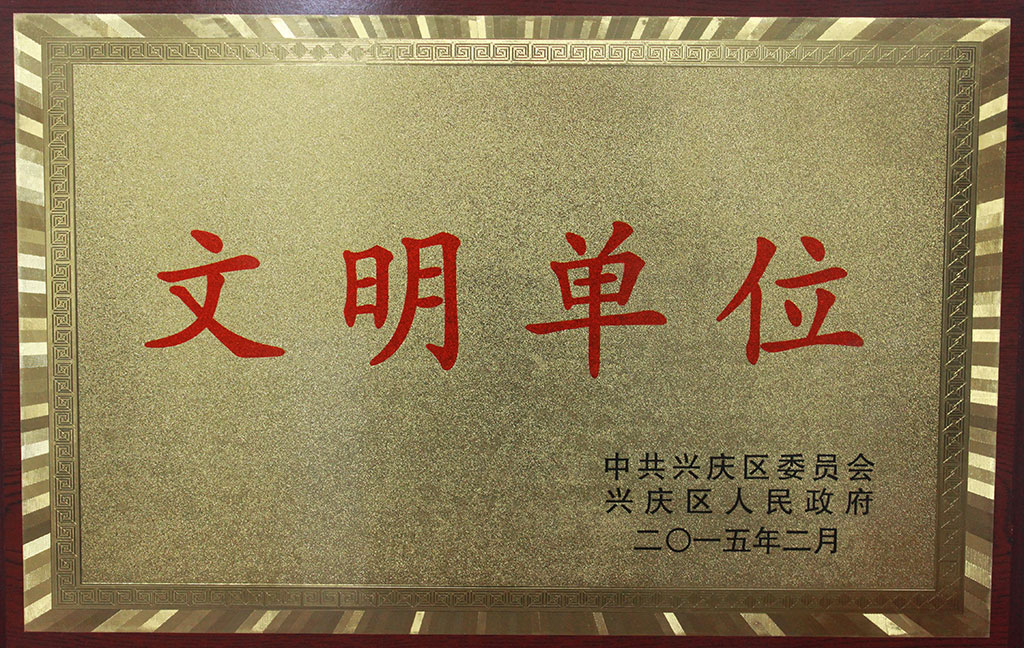 文明单位
中共兴庆区委员会
兴庆区人民政府
二〇一五年二月